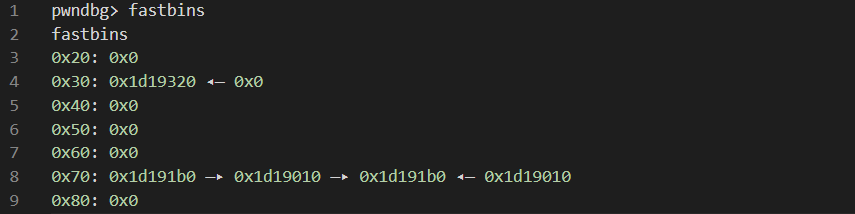 1 pwndbg> fastbins
2 fastbins
3 0x20: 0x0
4 0x30: 0x1d19320 ◂— 0x0
5 0x40: 0x0
6 0x50: 0x0
7 0x60: 0x0
8 0x70: 0x1d191b0 —▸ 0x1d19010 —▸ 0x1d191b0 ◂— 0x1d19010
9 0x80: 0x0